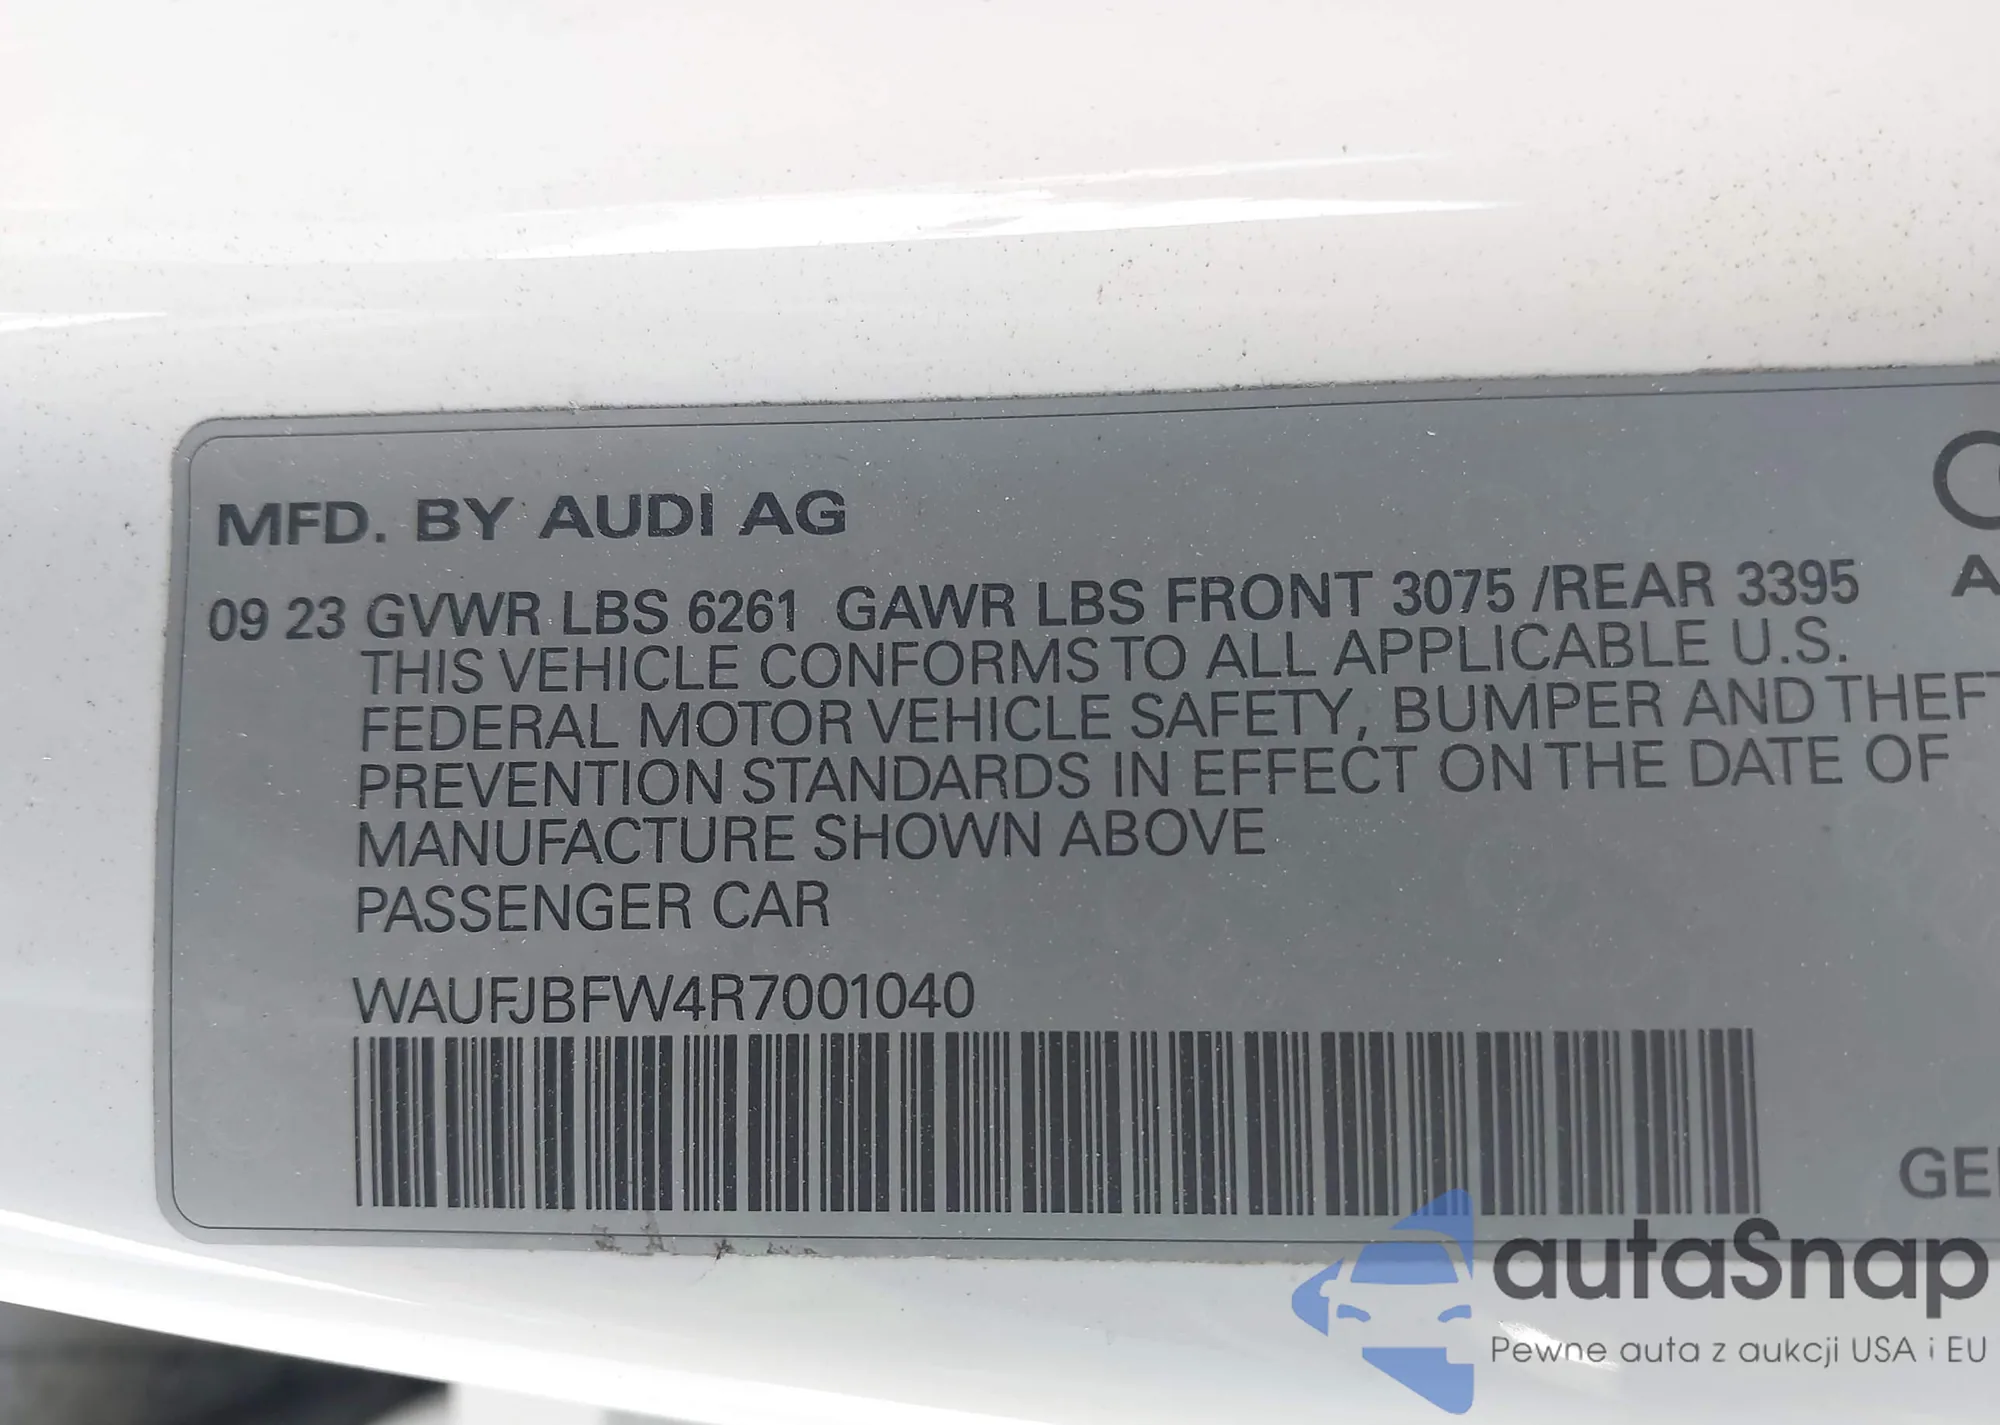 MFD. BY AUDI AG
09 23 GVWR LBS 6261 GAWR LBS FRONT 3075 /REAR 3395
THIS VEHICLE CONFORMS TO ALL APPLICABLE U.S.
FEDERAL MOTOR VEHICLE SAFETY, BUMPER AND THEFT
PREVENTION STANDARDS IN EFFECT ON THE DATE OF
MANUFACTURE SHOWN ABOVE
PASSENGER CAR
WAUFJBFW4R7001040
autaSnap
Pewne auta z aukcji USA i EU